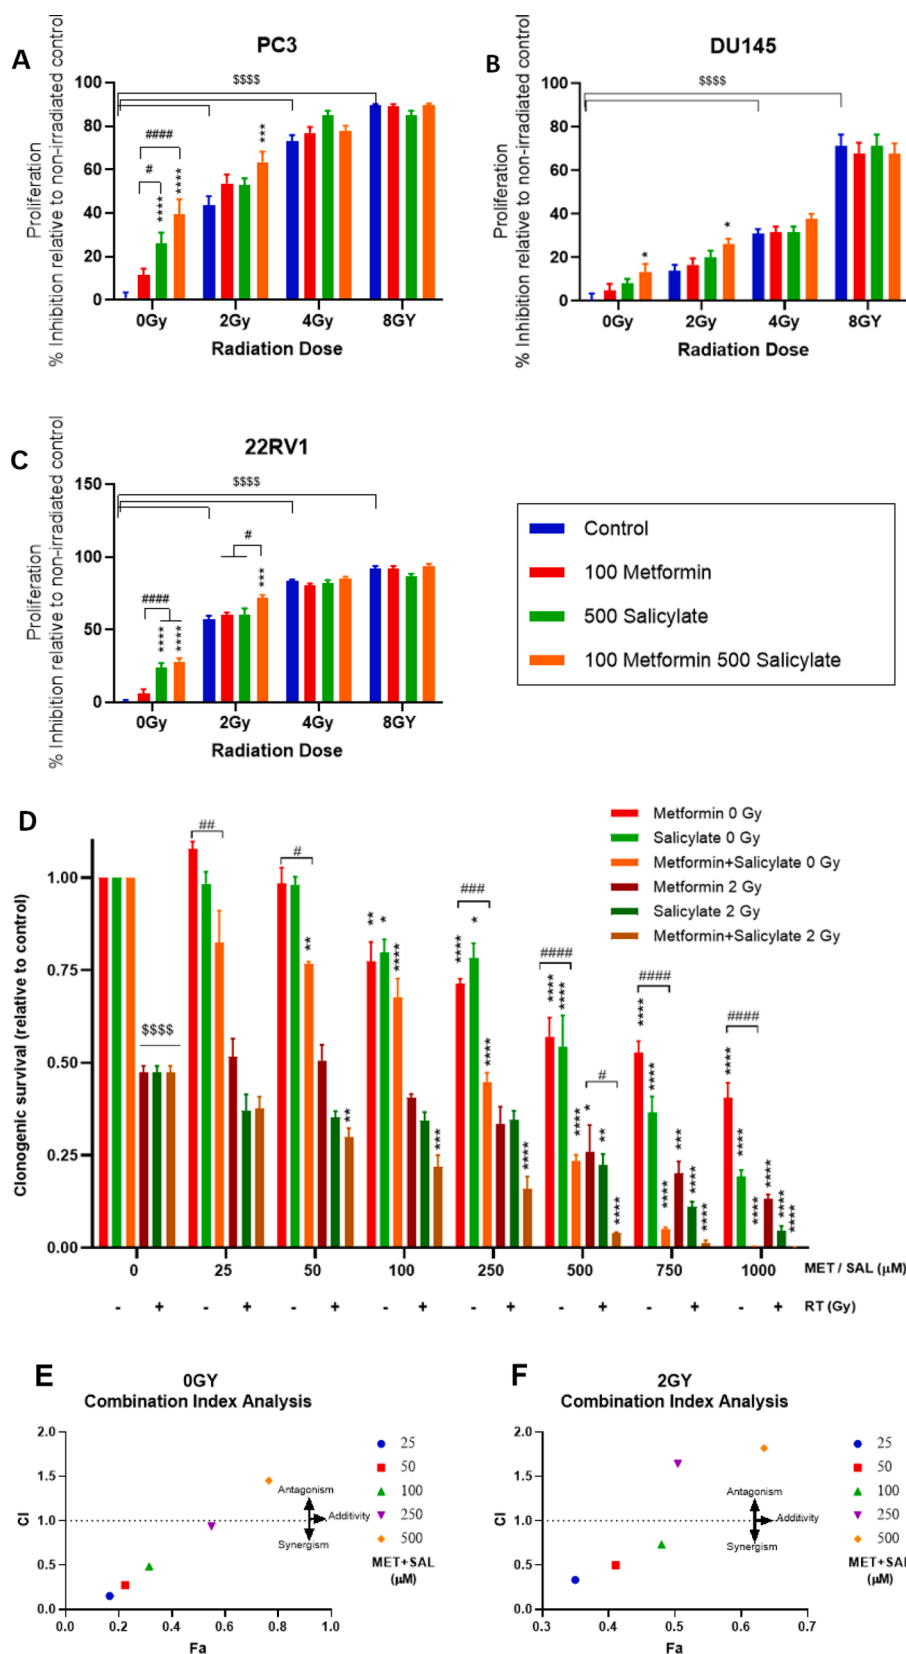 A
PC3
Proliferation
% Inhibition relative to non-irradiated control
100
80
60
40
20
0
$$$$
####
#
****
****
***
0Gy
2Gy
4Gy
8GY
Radiation Dose
B
DU145
Proliferation
% Inhibition relative to non-irradiated control
100
80
60
40
20
0
$$$$
*
*
0Gy
2Gy
4Gy
8GY
Radiation Dose
C
22RV1
Proliferation
% Inhibition relative to non-irradiated control
150
100
50
0
$$$$
####
****
****
#
***
0Gy
2Gy
4Gy
8GY
Radiation Dose
Control
100 Metformin
500 Salicylate
100 Metformin 500 Salicylate
D
Metformin 0 Gy
Salicylate 0 Gy
Metformin+Salicylate 0 Gy
Metformin 2 Gy
Salicylate 2 Gy
Metformin+Salicylate 2 Gy
Clonogenic survival (relative to control)
1.00
0.75
0.50
0.25
0.00
$$$$
##
#
**
**
**
*
****
***
###
****
*
****
****
####
****
****
****
#
*
**
****
####
****
****
****
***
****
****
####
****
****
****
****
****
****
0 25 50 100 250 500 750 1000 MET / SAL (µM)
- + - + - + - + - + - + - + - + RT (Gy)
E
0GY
Combination Index Analysis
CI
2.0
1.5
1.0
0.5
0.0
0.0 0.2 0.4 0.6 0.8 1.0
Fa
Antagonism
Additivity
Synergism
25
50
100
250
500
MET+SAL
(µM)
F
2GY
Combination Index Analysis
CI
2.0
1.5
1.0
0.5
0.0
0.3 0.4 0.5 0.6 0.7
Fa
Antagonism
Additivity
Synergism
25
50
100
250
500
MET+SAL
(µM)